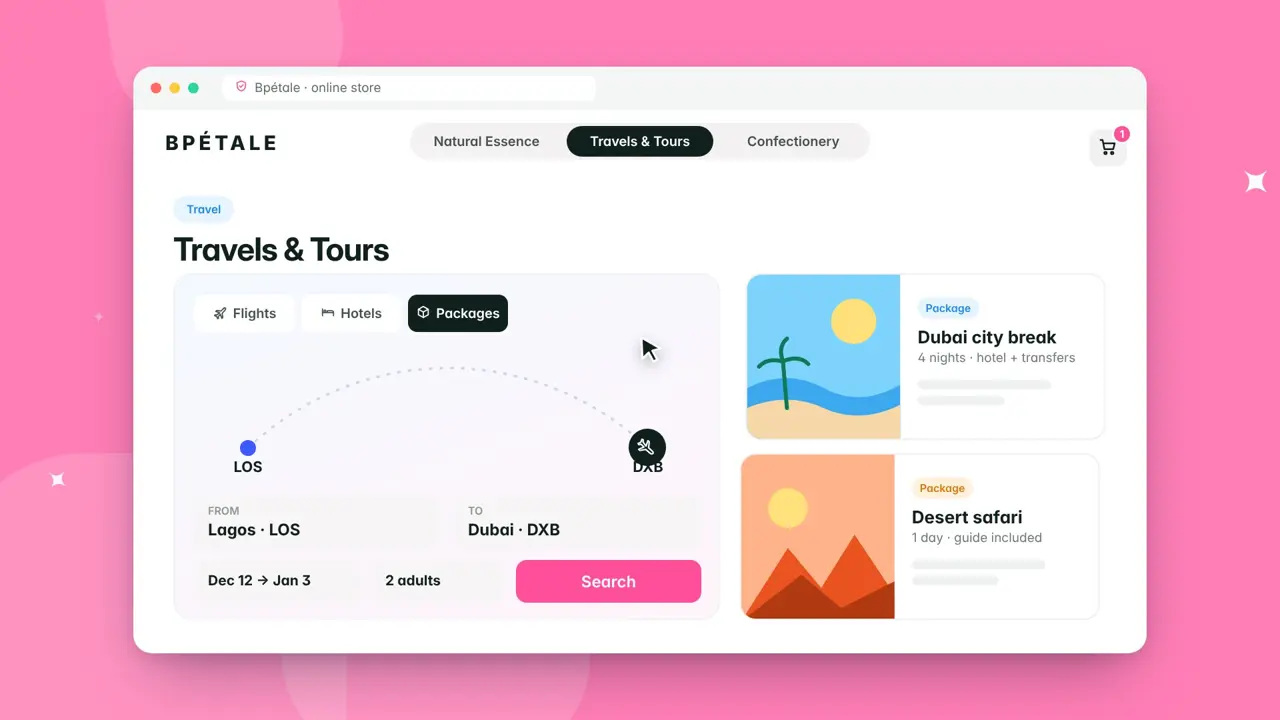 Bpétale · online store
BPÉTALE
Natural Essence
Travels & Tours
Confectionery
1
Travel
Travels & Tours
Flights
Hotels
Packages
LOS
DXB
FROM
Lagos · LOS
TO
Dubai · DXB
Dec 12 → Jan 3
2 adults
Search
Package
Dubai city break
4 nights · hotel + transfers
Package
Desert safari
1 day · guide included